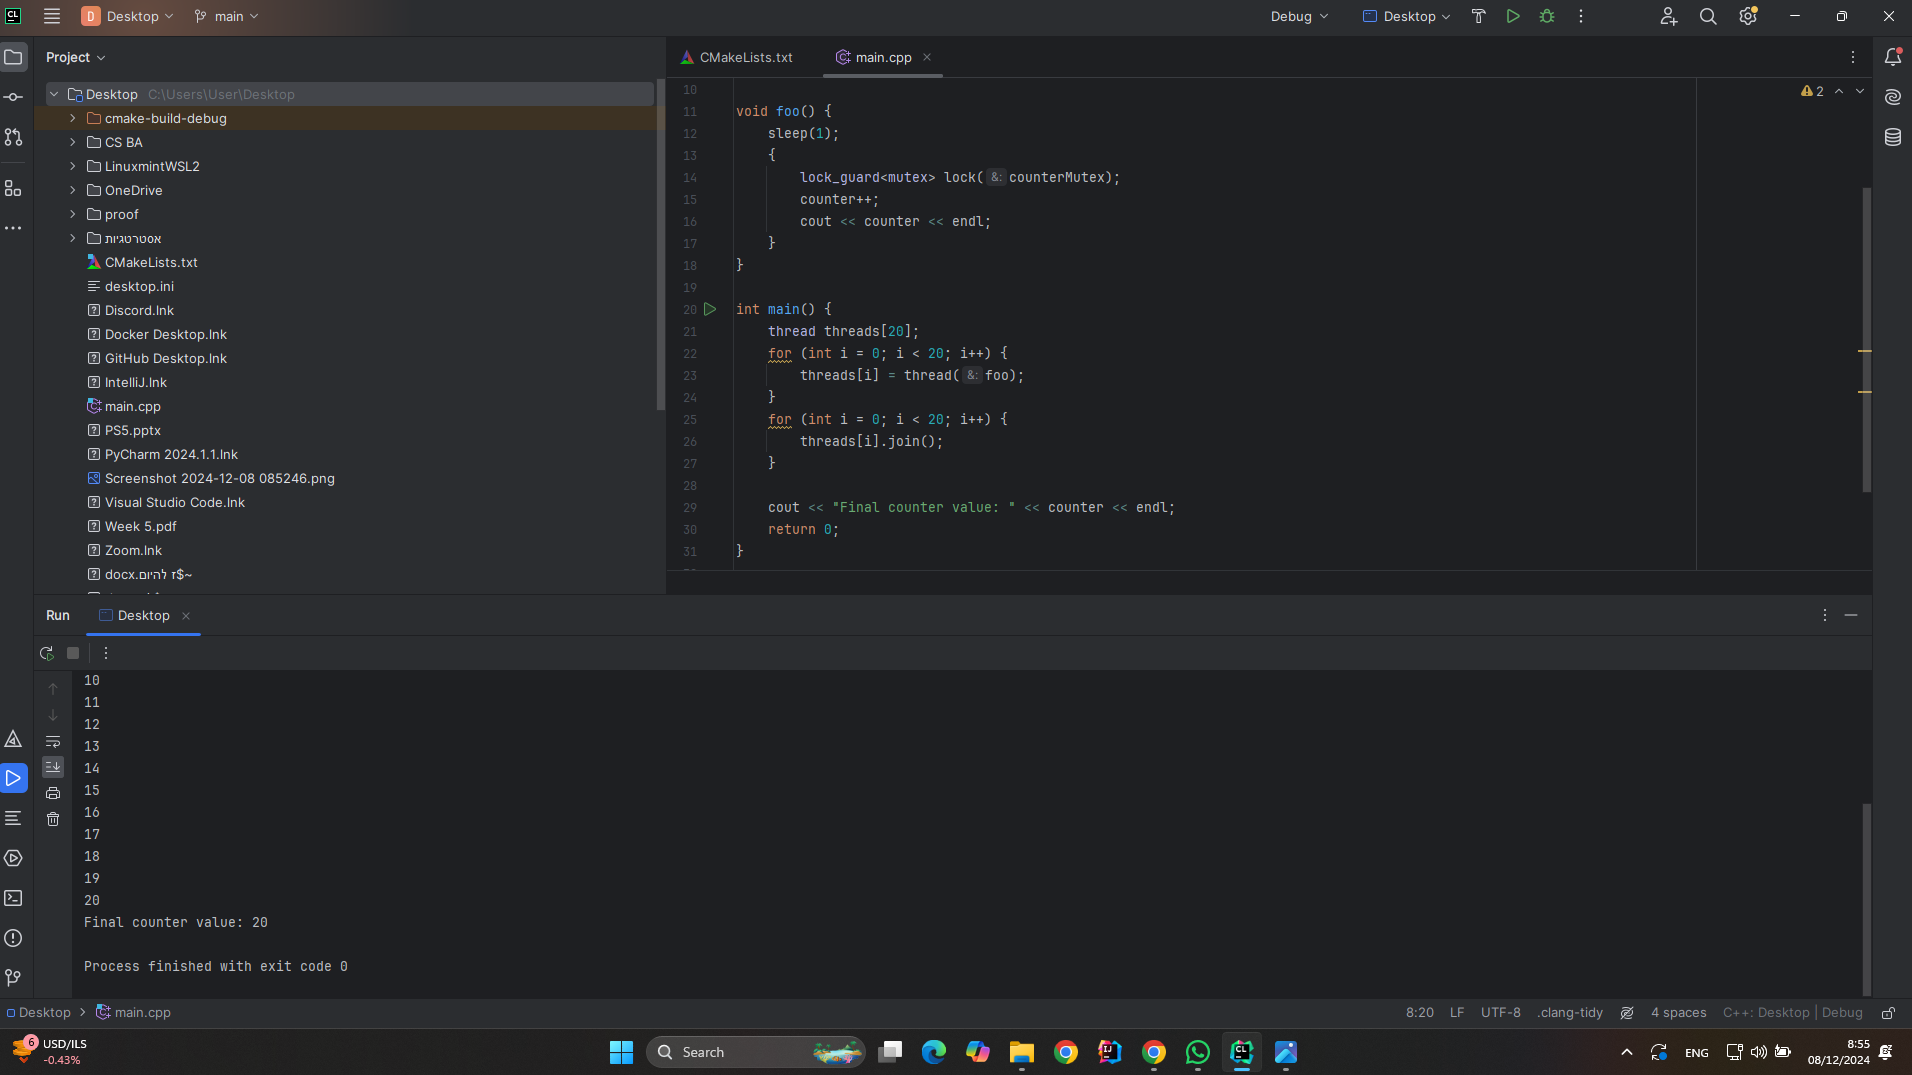 CL D Desktop main Debug Desktop
Project
Desktop C:\Users\User\Desktop
cmake-build-debug
CS BA
LinuxmintWSL2
OneDrive
proof
אסטרטגיות
CMakeLists.txt
desktop.ini
Discord.lnk
Docker Desktop.lnk
GitHub Desktop.lnk
IntelliJ.lnk
main.cpp
PS5.pptx
PyCharm 2024.1.1.lnk
Screenshot 2024-12-08 085246.png
Visual Studio Code.lnk
Week 5.pdf
Zoom.lnk
~$ז להיום.docx
CMakeLists.txt main.cpp
2
10
11 void foo() {
12 sleep(1);
13 {
14 lock_guard<mutex> lock( &: counterMutex);
15 counter++;
16 cout << counter << endl;
17 }
18 }
19
20 int main() {
21 thread threads[20];
22 for (int i = 0; i < 20; i++) {
23 threads[i] = thread( &: foo);
24 }
25 for (int i = 0; i < 20; i++) {
26 threads[i].join();
27 }
28
29 cout << "Final counter value: " << counter << endl;
30 return 0;
31 }
Run Desktop
10
11
12
13
14
15
16
17
18
19
20
Final counter value: 20
Process finished with exit code 0
Desktop main.cpp 8:20 LF UTF-8 .clang-tidy 4 spaces C++: Desktop | Debug
6 USD/ILS
-0.43%
Search
IJ
CL
ENG
8:55
08/12/2024